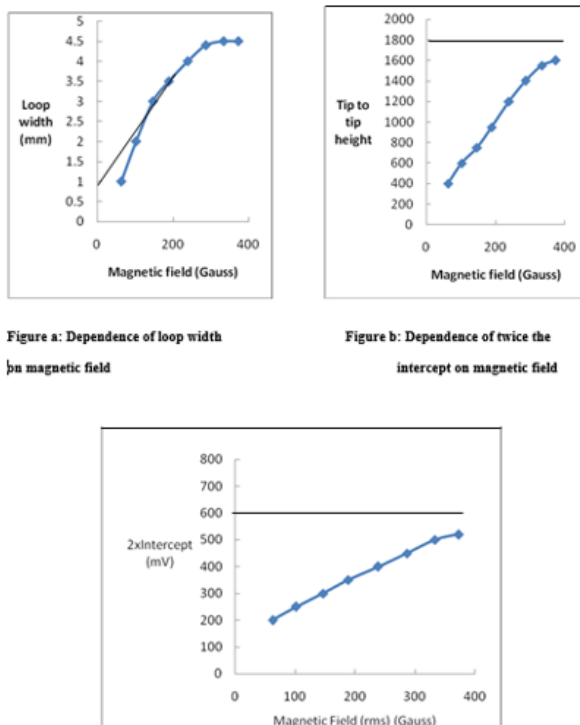 5
4.5
4
3.5
3
2.5
2
1.5
1
0.5
0
Loop
width
(mm)
0 200 400
Magnetic field (Gauss)
2000
1800
1600
1400
1200
1000
800
600
400
200
0
Tip to
tip
height
0 200 400
Magnetic field (Gauss)
Figure a: Dependence of loop width
on magnetic field
Figure b: Dependence of twice the
intercept on magnetic field
800
700
600
500
400
300
200
100
0
2xIntercept
(mV)
0 100 200 300 400
Magnetic Field (rms) (Gauss)